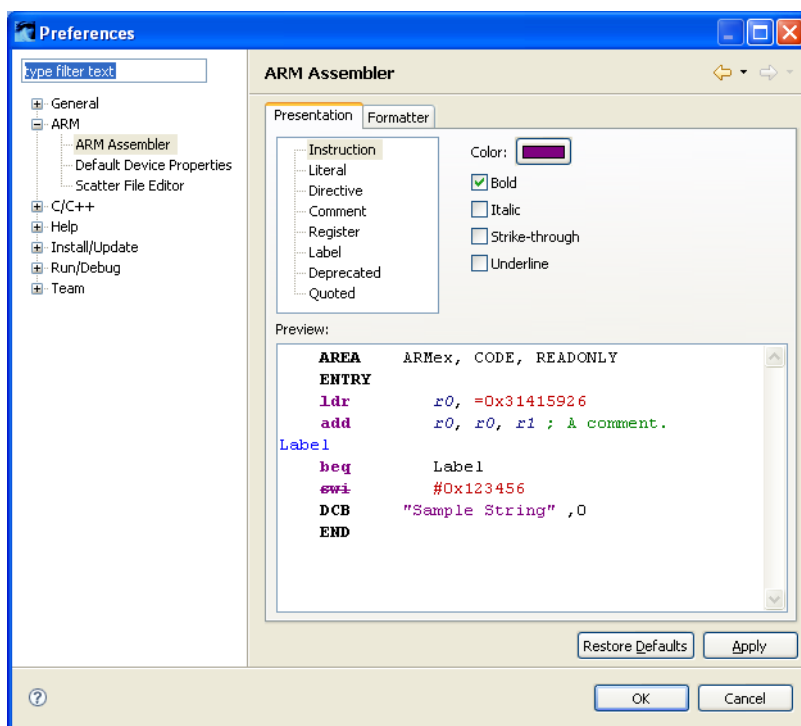 Preferences
type filter text
General
ARM
ARM Assembler
Default Device Properties
Scatter File Editor
C/C++
Help
Install/Update
Run/Debug
Team
ARM Assembler
Presentation Formatter
Instruction
Literal
Directive
Comment
Register
Label
Deprecated
Quoted
Color:
Bold
Italic
Strike-through
Underline
Preview:
AREA ARMex, CODE, READONLY
ENTRY
ldr r0, =0x31415926
add r0, r0, r1 ; A comment.
Label
beq Label
swi #0x123456
DCB "Sample String" ,0
END
Restore Defaults Apply
OK Cancel